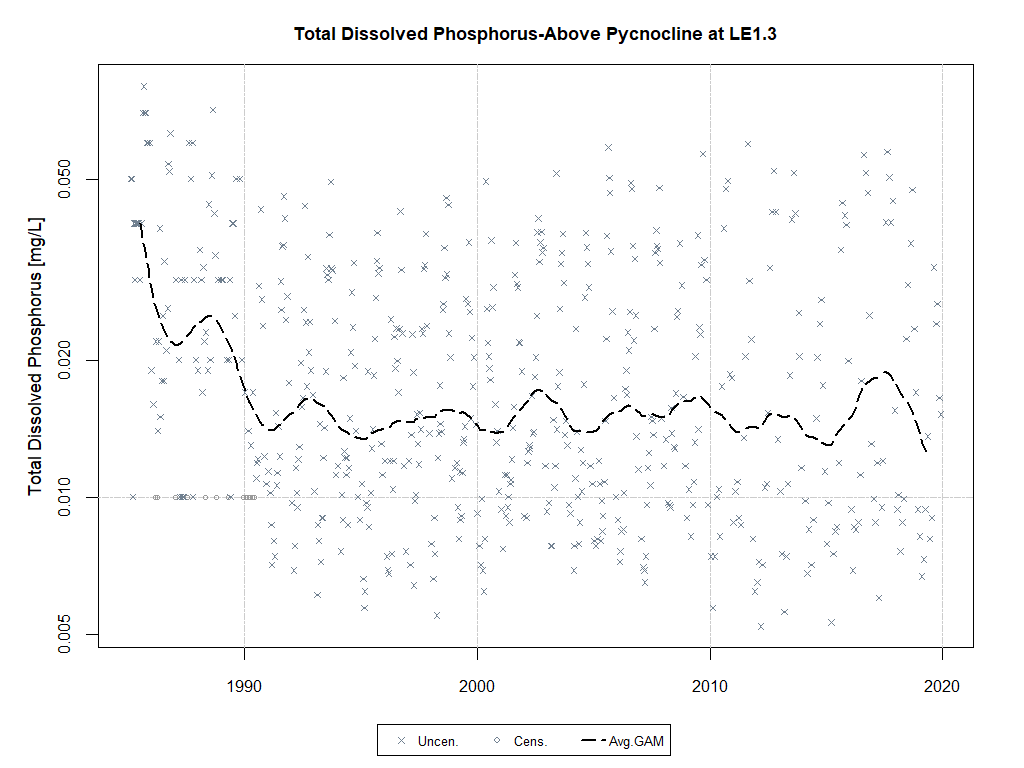 Total Dissolved Phosphorus-Above Pycnocline at LE1.3
Total Dissolved Phosphorus [mg/L]
0.050
0.020
0.010
0.005
1990 2000 2010 2020
Uncen. Cens. Avg.GAM